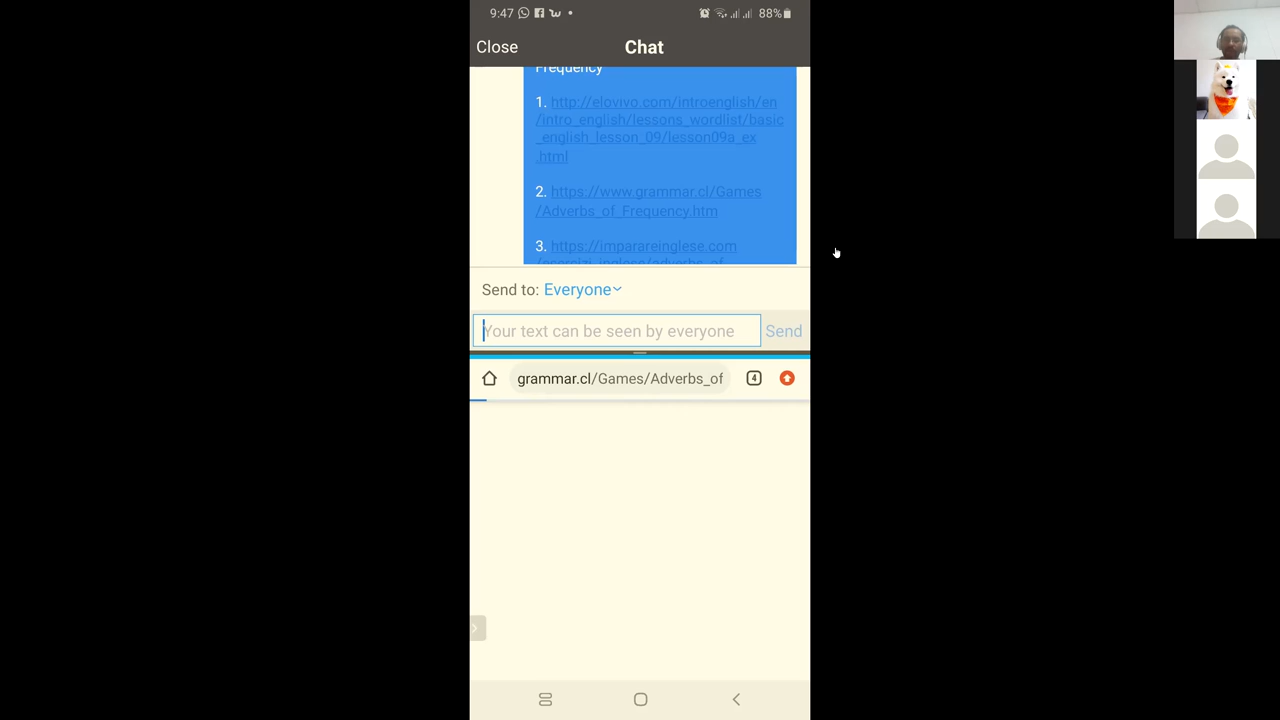 9:47 88%
Close Chat
Frequency
1. http://elovivo.com/introenglish/en
/intro_english/lessons_wordlist/basic
_english_lesson_09/lesson09a_ex
.html
2. https://www.grammar.cl/Games
/Adverbs_of_Frequency.htm
3. https://imparareinglese.com
/esercizi_inglese/adverbs_of
Send to: Everyone
Your text can be seen by everyone Send
grammar.cl/Games/Adverbs_of 4